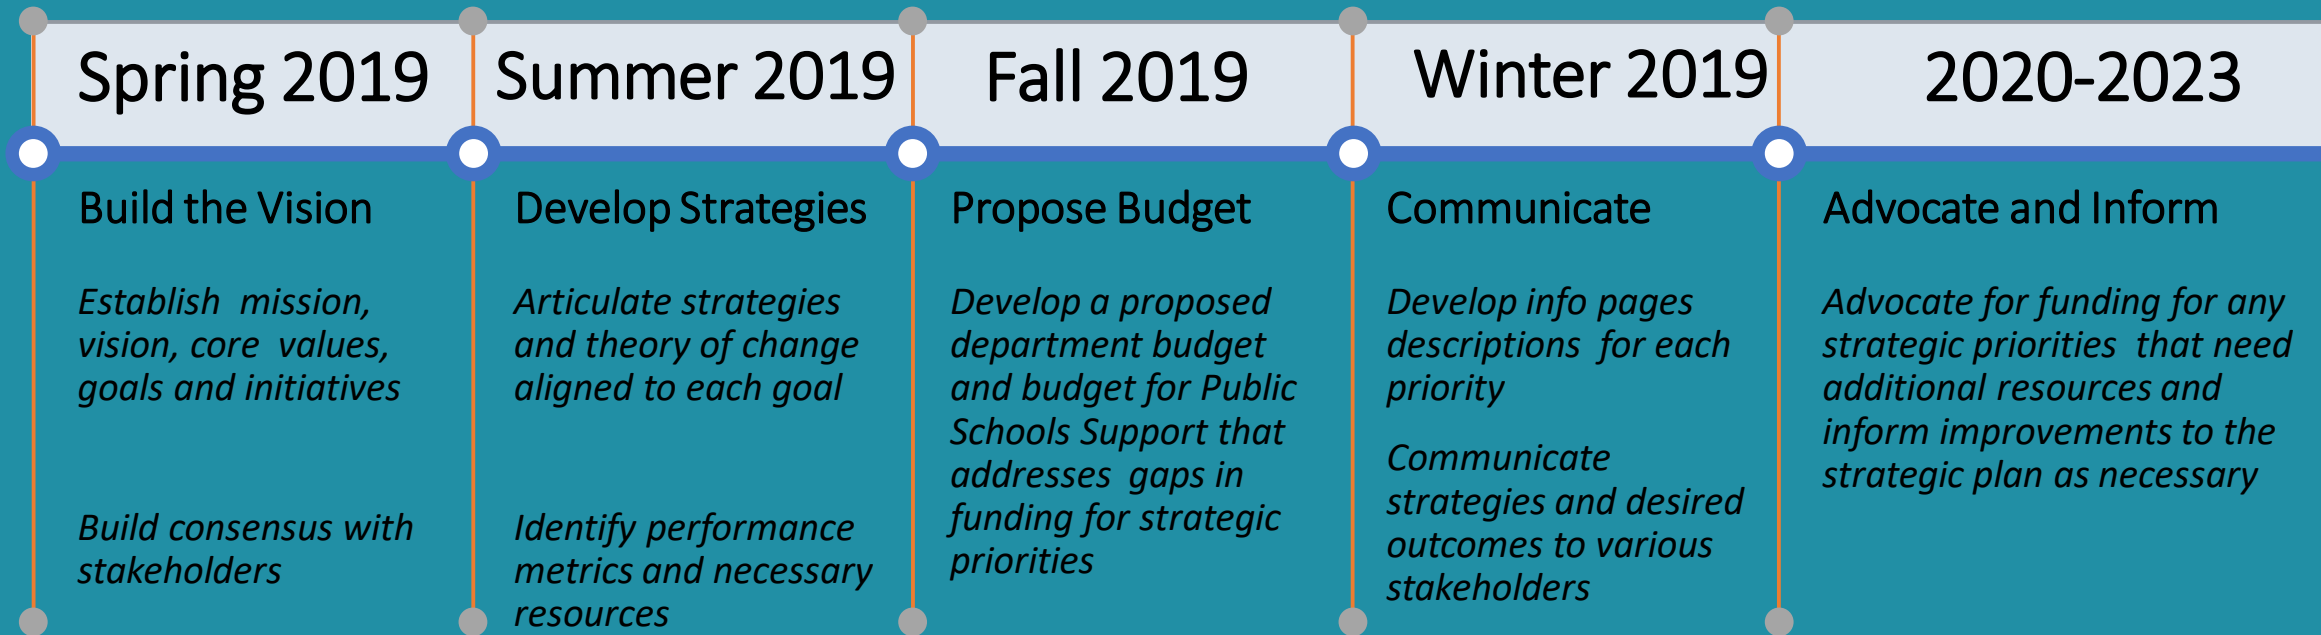 Spring 2019
Build the Vision
Establish mission,
vision, core values,
goals and initiatives
Build consensus with
stakeholders
Summer 2019
Develop Strategies
Articulate strategies
and theory of change
aligned to each goal
Identify performance
metrics and necessary
resources
Fall 2019
Propose Budget
Develop a proposed
department budget
and budget for Public
Schools Support that
addresses gaps in
funding for strategic
priorities
Winter 2019
Communicate
Develop info pages
descriptions for each
priority
Communicate
strategies and desired
outcomes to various
stakeholders
2020-2023
Advocate and Inform
Advocate for funding for any
strategic priorities that need
additional resources and
inform improvements to the
strategic plan as necessary